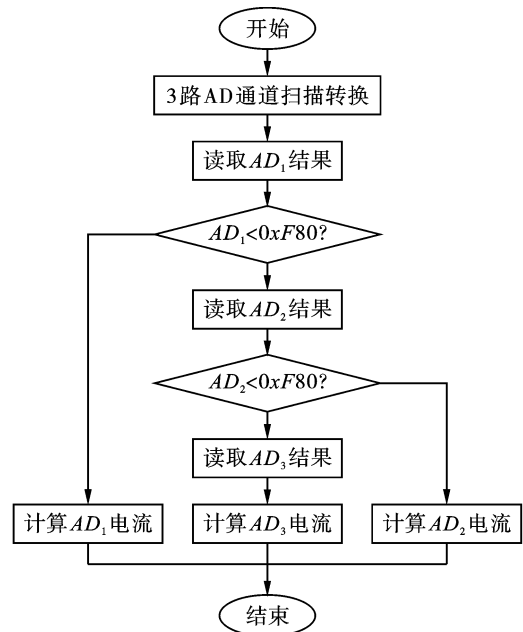 开始
3路AD通道扫描转换
读取AD₁结果
AD₁<0xF80?
读取AD₂结果
AD₂<0xF80?
读取AD₃结果
计算AD₁电流
计算AD₃电流
计算AD₂电流
结束